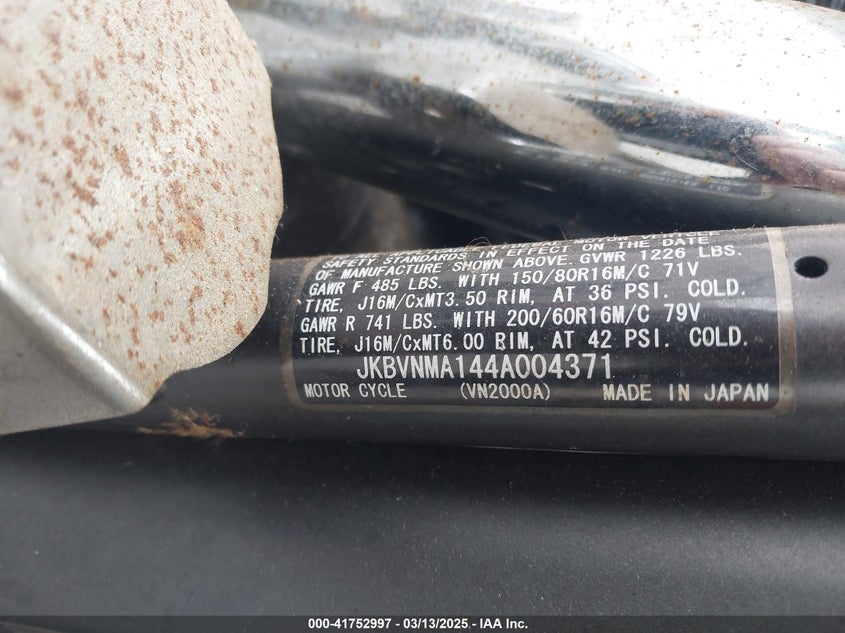 SAFETY STANDARDS IN EFFECT ON THE DATE
OF MANUFACTURE SHOWN ABOVE. GVWR 1226 LBS.
GAWR F 485 LBS. WITH 150/80R16M/C 71V
TIRE, J16M/CxMT3.50 RIM, AT 36 PSI. COLD.
GAWR R 741 LBS. WITH 200/60R16M/C 79V
TIRE, J16M/CxMT6.00 RIM, AT 42 PSI. COLD.
JKBVNMA144A004371
MOTOR CYCLE (VN2000A) MADE IN JAPAN
000-41752997 - 03/13/2025 - IAA Inc.